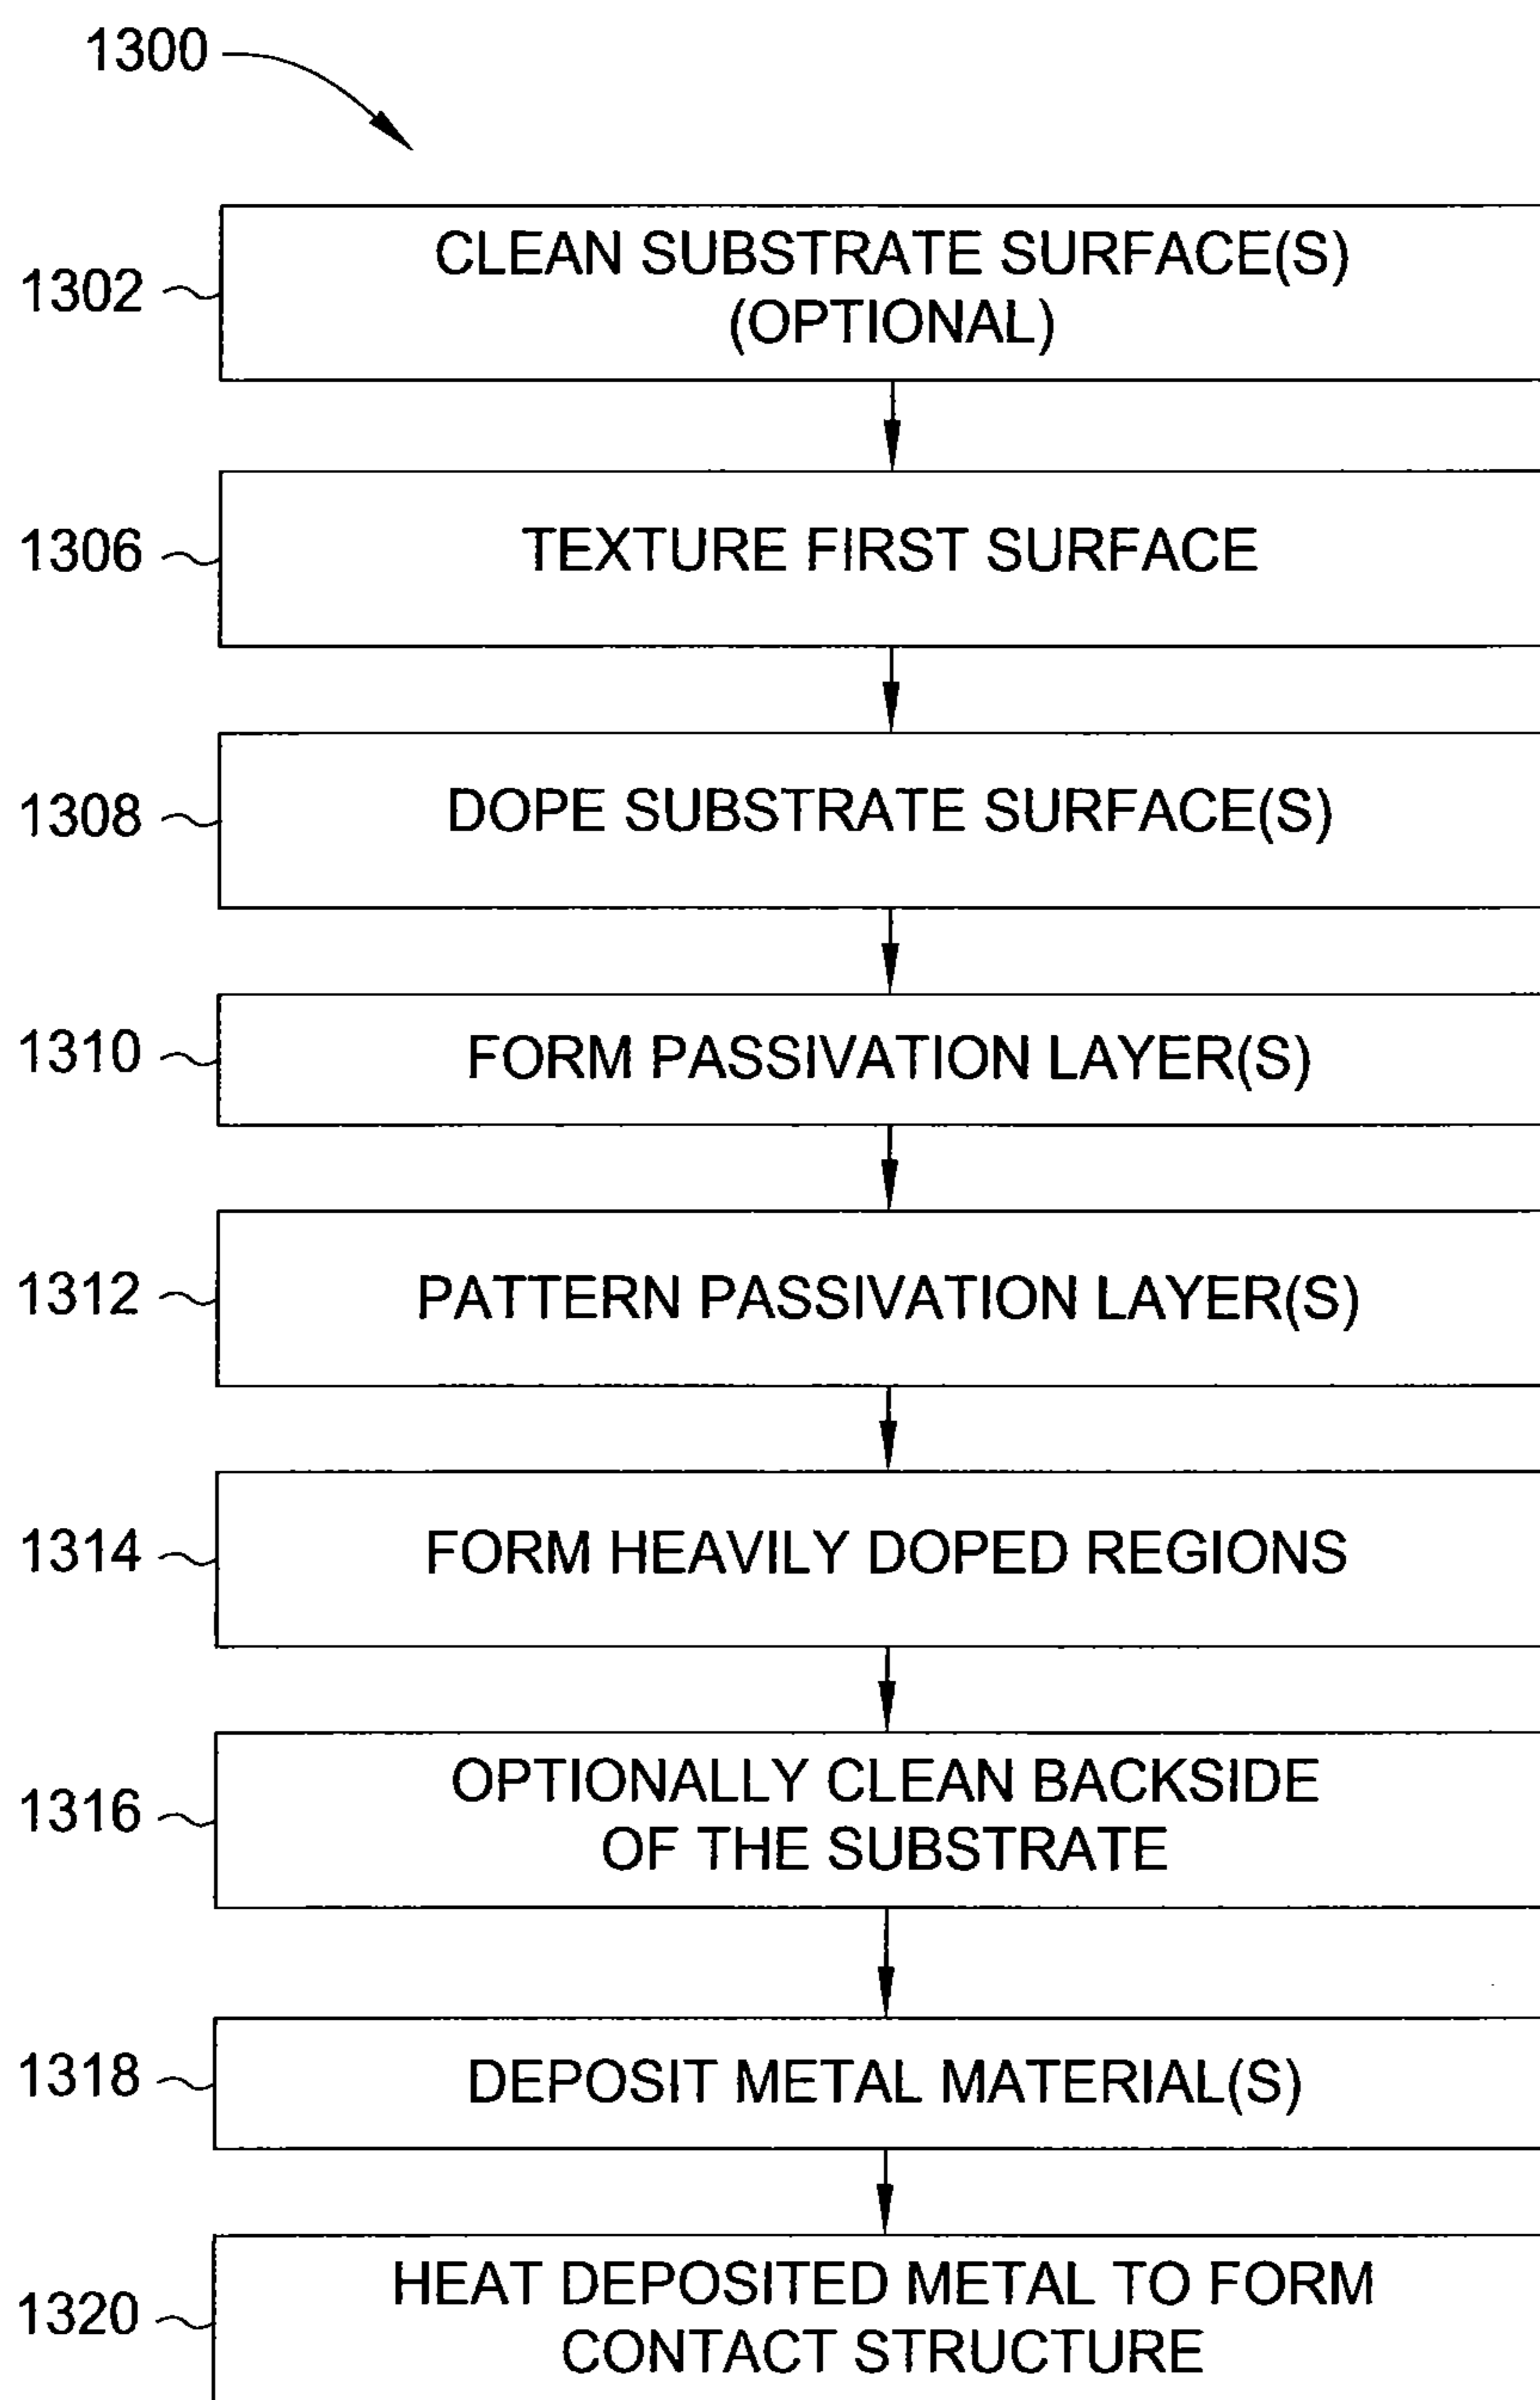 1300
1302
CLEAN SUBSTRATE SURFACE(S)
(OPTIONAL)
1306
TEXTURE FIRST SURFACE
1308
DOPE SUBSTRATE SURFACE(S)
1310
FORM PASSIVATION LAYER(S)
1312
PATTERN PASSIVATION LAYER(S)
1314
FORM HEAVILY DOPED REGIONS
1316
OPTIONALLY CLEAN BACKSIDE
OF THE SUBSTRATE
1318
DEPOSIT METAL MATERIAL(S)
1320
HEAT DEPOSITED METAL TO FORM
CONTACT STRUCTURE